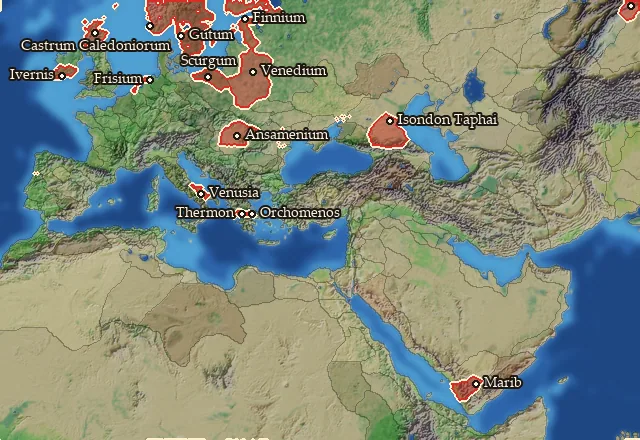 Finnium
Gutum
Castrum Caledoniorum
Scurgum
Ivernis
Frisium
Venedium
Isondon Taphai
Ansamenium
Venusia
Thermon
Orchomenos
Marib